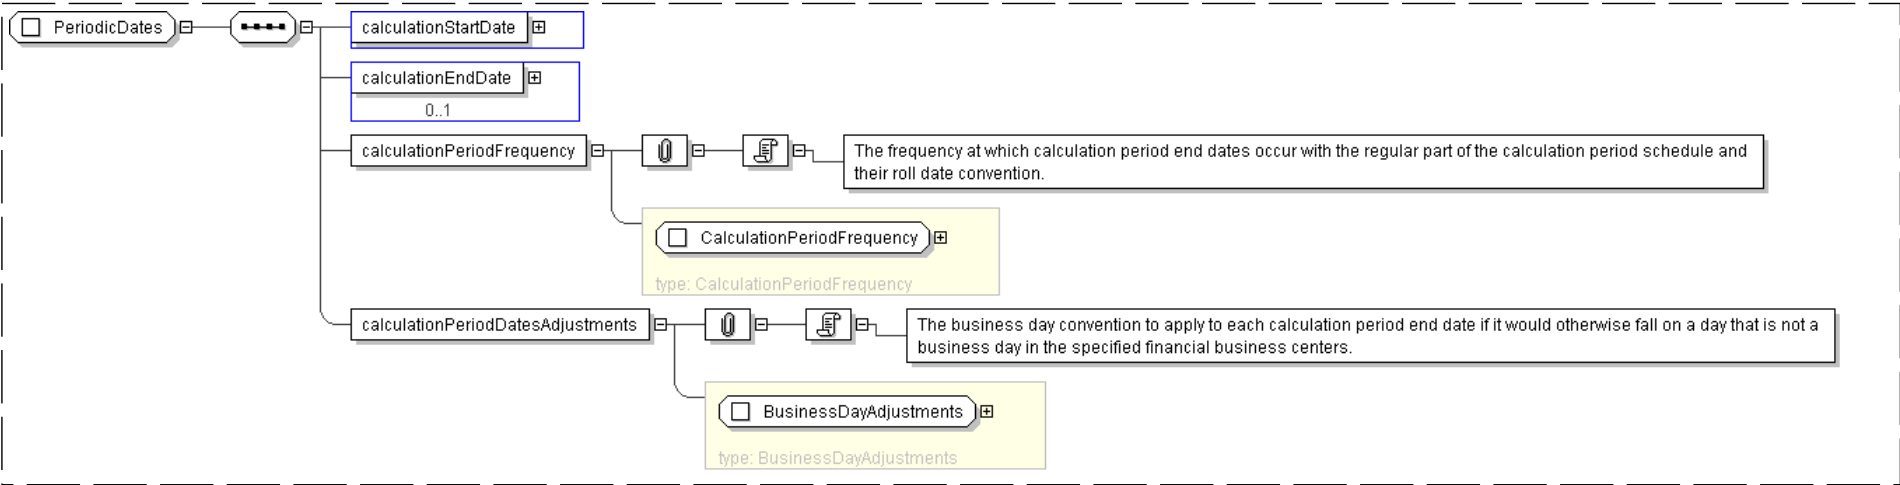 PeriodicDates
calculationStartDate
calculationEndDate
0..1
calculationPeriodFrequency
The frequency at which calculation period end dates occur with the regular part of the calculation period schedule and
their roll date convention.
CalculationPeriodFrequency
type: CalculationPeriodFrequency
calculationPeriodDatesAdjustments
The business day convention to apply to each calculation period end date if it would otherwise fall on a day that is not a
business day in the specified financial business centers.
BusinessDayAdjustments
type: BusinessDayAdjustments